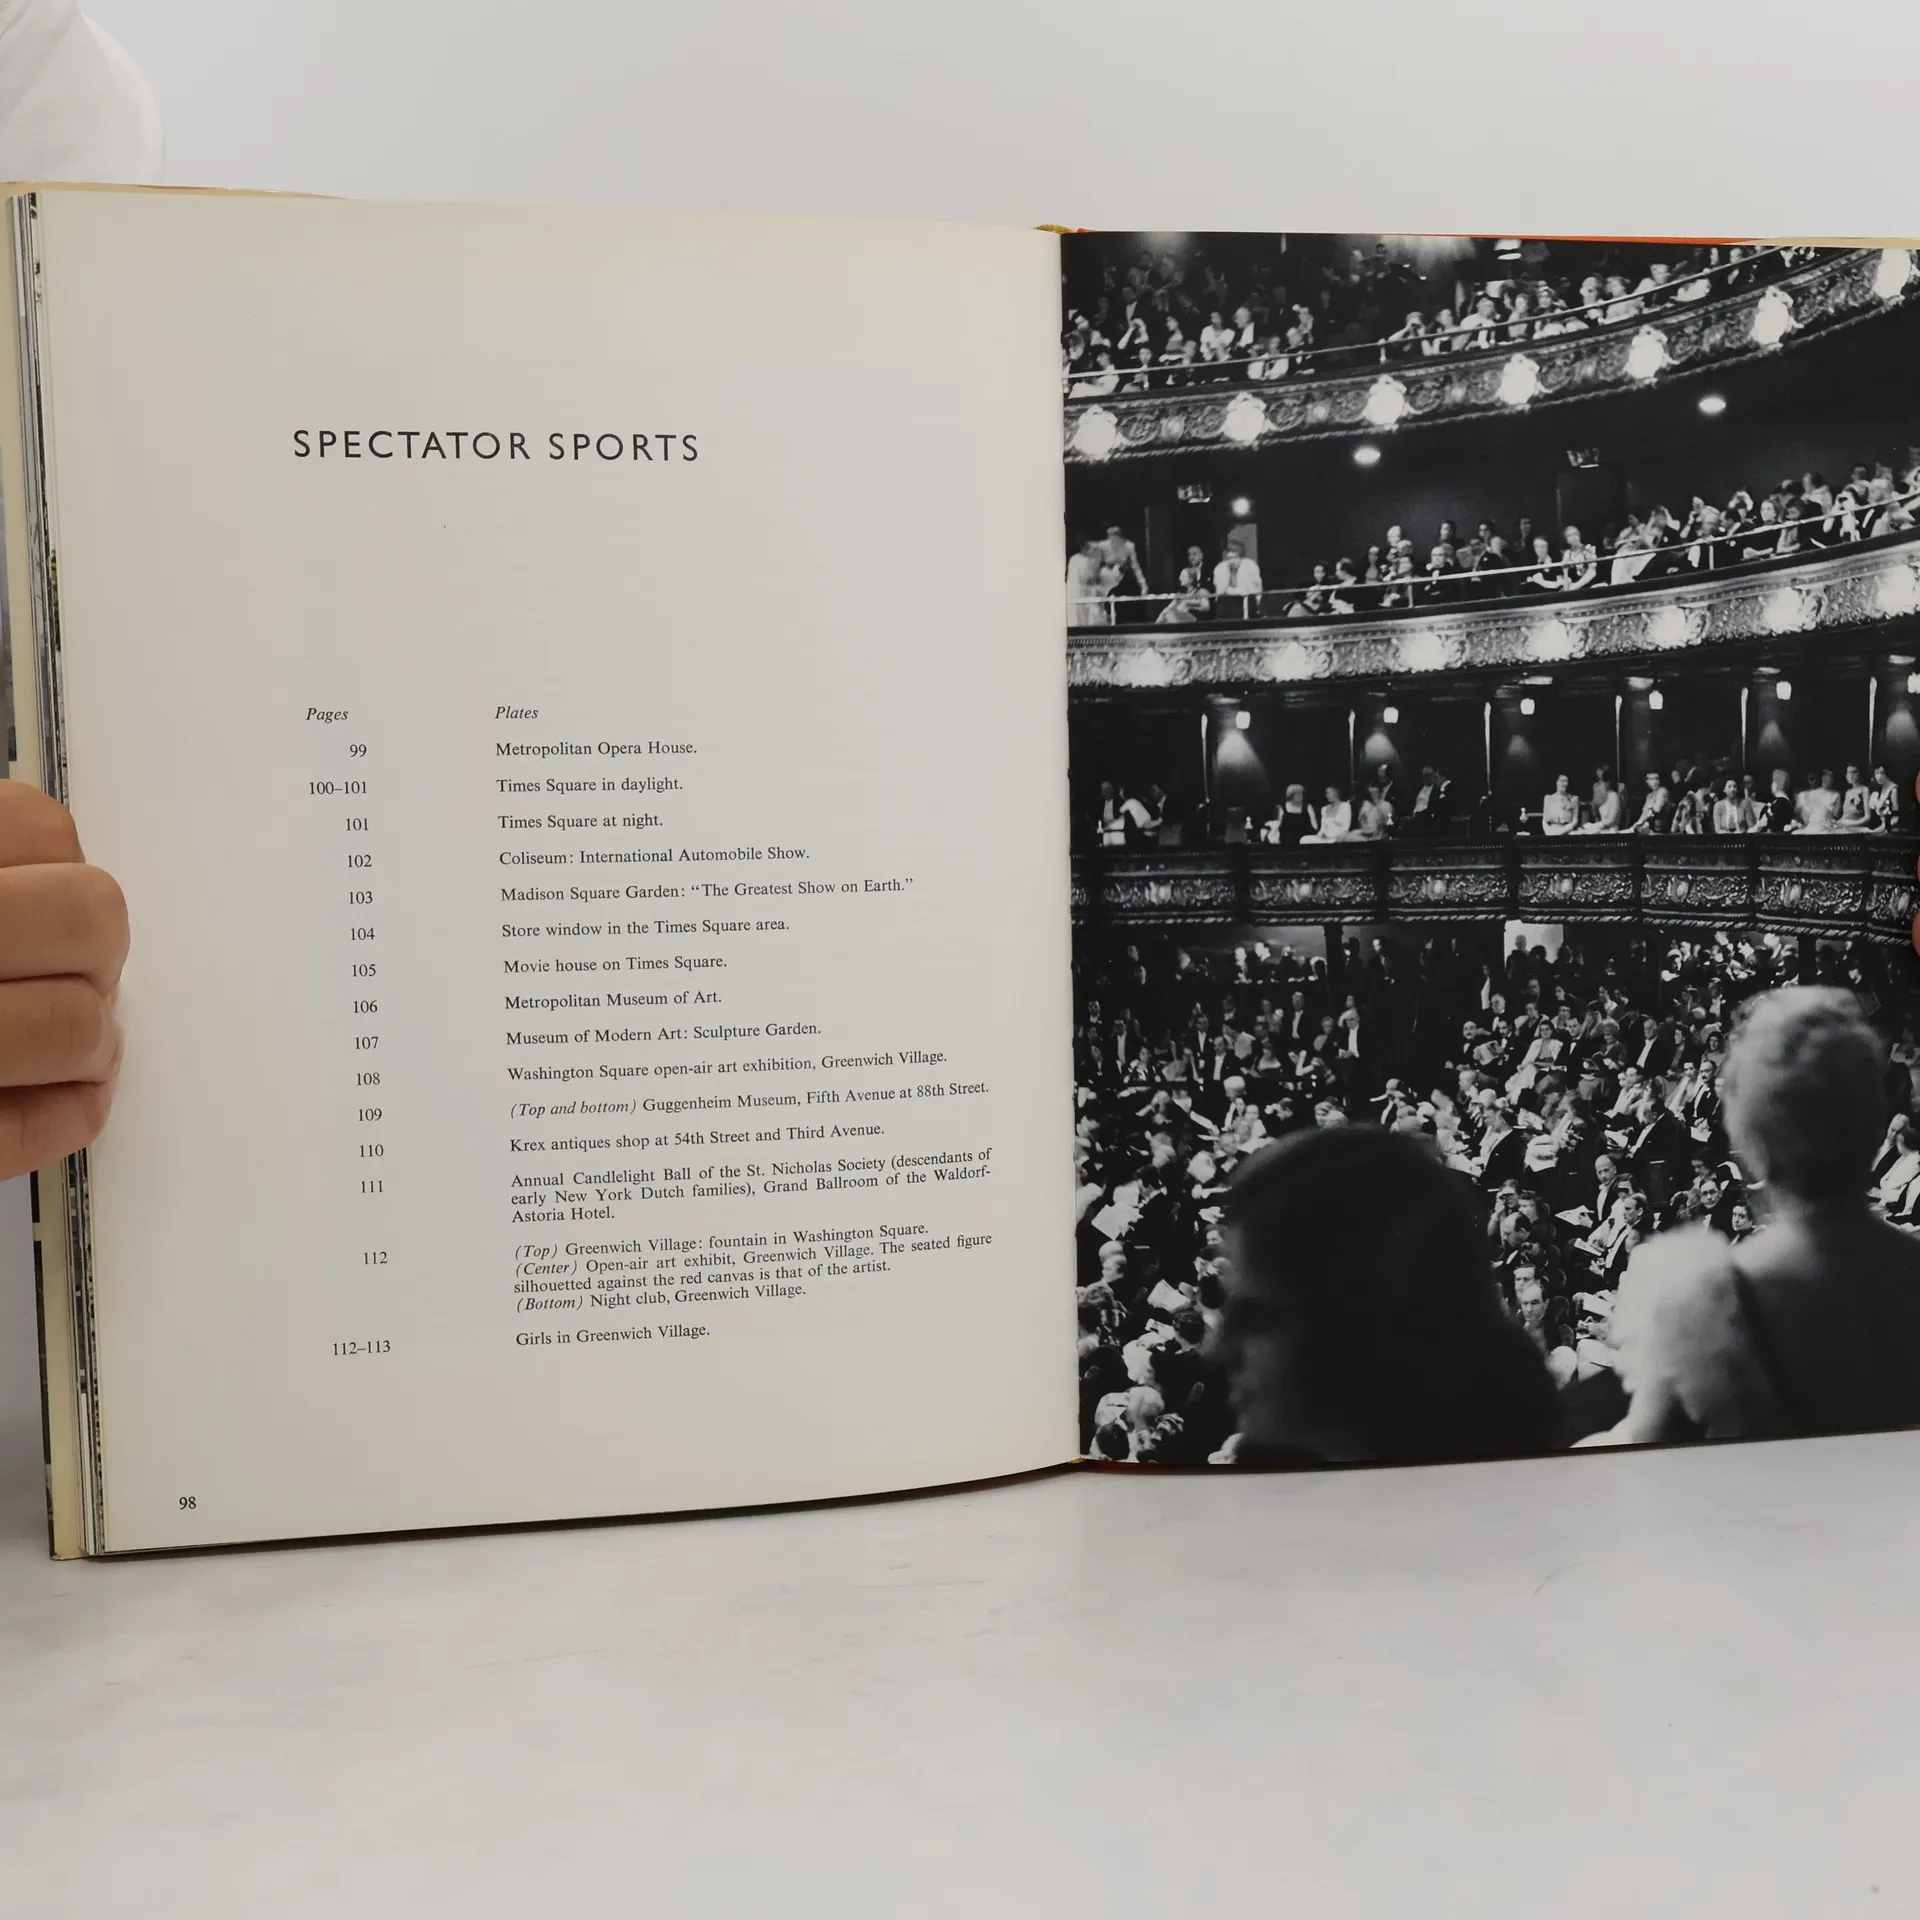 SPECTATOR SPORTS
Pages Plates
99 Metropolitan Opera House.
100–101 Times Square in daylight.
101 Times Square at night.
102 Coliseum: International Automobile Show.
103 Madison Square Garden: “The Greatest Show on Earth.”
104 Store window in the Times Square area.
105 Movie house on Times Square.
106 Metropolitan Museum of Art.
107 Museum of Modern Art: Sculpture Garden.
108 Washington Square open-air art exhibition, Greenwich Village.
109 (Top and bottom) Guggenheim Museum, Fifth Avenue at 88th Street.
110 Krex antiques shop at 54th Street and Third Avenue.
111 Annual Candlelight Ball of the St. Nicholas Society (descendants of
early New York Dutch families), Grand Ballroom of the Waldorf-
Astoria Hotel.
112 (Top) Greenwich Village: fountain in Washington Square.
(Center) Open-air art exhibit, Greenwich Village. The seated figure
silhouetted against the red canvas is that of the artist.
(Bottom) Night club, Greenwich Village.
112–113 Girls in Greenwich Village.
98